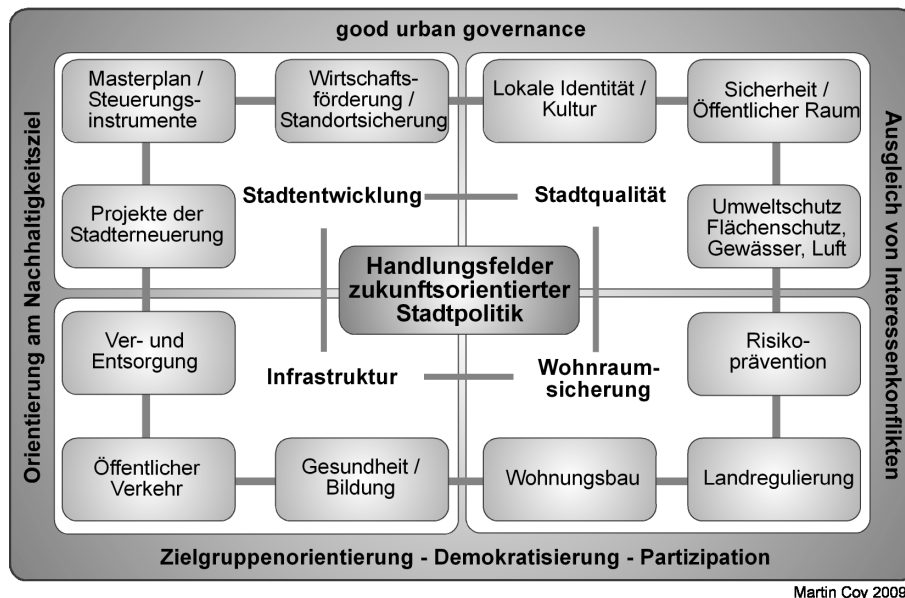 good urban governance
Orientierung am Nachhaltigkeitsziel
Masterplan /
Steuerungs-
instrumente
Wirtschafts-
förderung /
Standortsicherung
Lokale Identität /
Kultur
Sicherheit /
Öffentlicher Raum
Ausgleich von Interessenkonflikten
Projekte der
Stadterneuerung
Stadtentwicklung
Stadtqualität
Umweltschutz
Flächenschutz,
Gewässer, Luft
Handlungsfelder
zukunftsorientierter
Stadtpolitik
Ver- und
Entsorgung
Infrastruktur
Wohnraum-
sicherung
Risiko-
prävention
Öffentlicher
Verkehr
Gesundheit /
Bildung
Wohnungsbau
Landregulierung
Zielgruppenorientierung - Demokratisierung - Partizipation
Martin Coy 2009